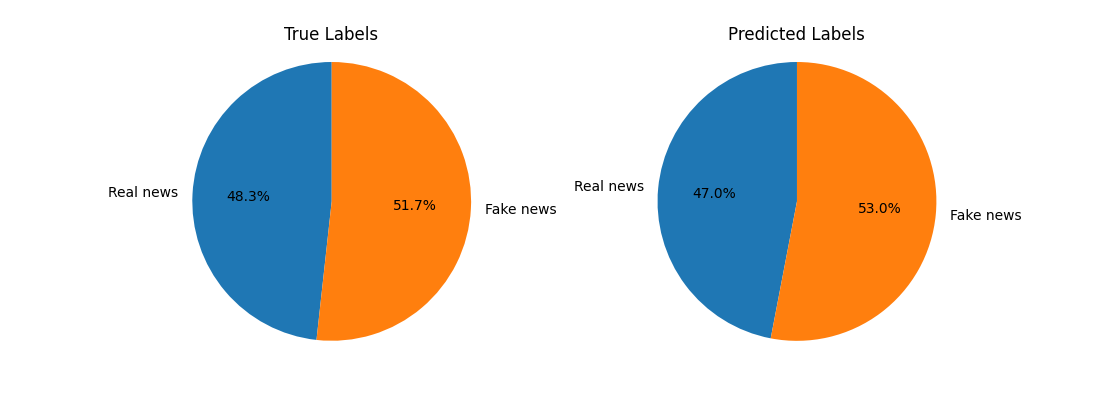 True Labels
Real news
48.3%
51.7%
Fake news
Predicted Labels
Real news
47.0%
53.0%
Fake news